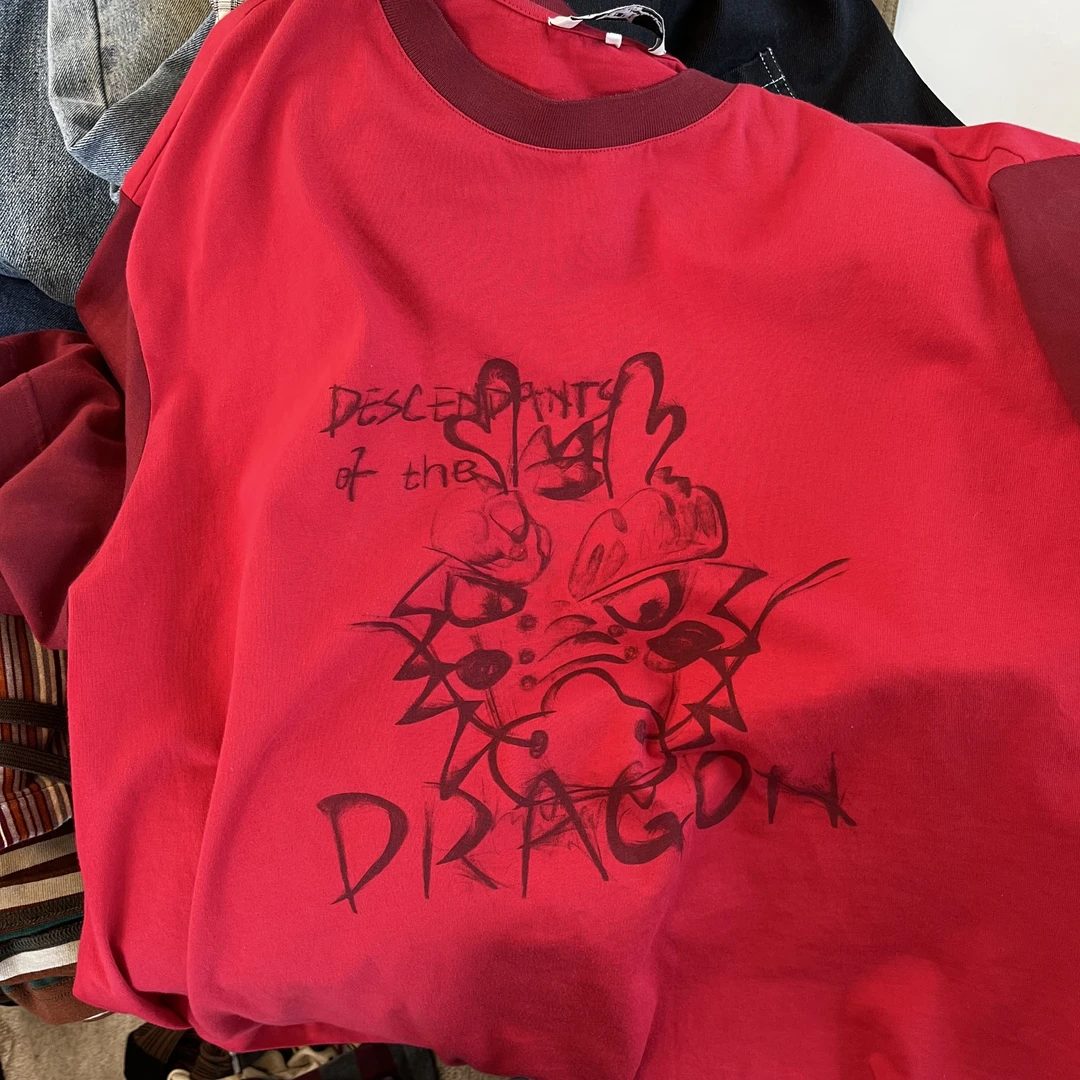 DESCENDANTS
of the
DRAGON